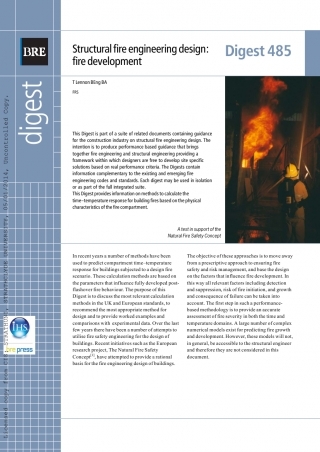 BRE
digest
Structural fire engineering design:
fire development
Digest 485
T Lennon BEng BA
FRS
This Digest is part of a suite of related documents containing guidance
for the construction industry on structural fire engineering design. The
intention is to produce performance based guidance that brings
together fire engineering and structural engineering providing a
framework within which designers are free to develop site specific
solutions based on real performance criteria. The Digests contain
information complementary to the existing and emerging fire
engineering codes and standards. Each digest may be used in isolation
or as part of the full integrated suite.
This Digest provides information on methods to calculate the
time-temperature response for building fires based on the physical
characteristics of the fire compartment.
A text in support of the
Natural Fire Safety Concept
In recent years a number of methods have been
used to predict compartment time-temperature
response for buildings subjected to a design fire
scenario. These calculation methods are based on
the parameters that influence fully developed post-
flashover fire behaviour. The purpose of this
Digest is to discuss the most relevant calculation
methods in the UK and European standards, to
recommend the most appropriate method for
design and to provide worked examples and
comparisons with experimental data. Over the last
few years there have been a number of attempts to
utilise fire safety engineering for the design of
buildings. Recent initiatives such as the European
research project, The Natural Fire Safety
Concept[1], have attempted to provide a rational
basis for the fire engineering design of buildings.
The objective of these approaches is to move away
from a prescriptive approach to ensuring fire
safety and risk management, and base the design
on the factors that influence fire development. In
this way all relevant factors including detection
and suppression, risk of fire initiation, and growth
and consequence of failure can be taken into
account. The first step in such a performance-
based methodology is to provide an accurate
assessment of fire severity in both the time and
temperature domains. A large number of complex
numerical models exist for predicting fire growth
and development. However, these models will not,
in general, be accessible to the structural engineer
and therefore they are not considered in this
document.
IHS
bre press
Licensed copy from CIS: STRATHCLYDE, STRATHCLYDE UNIVERSITY, Uncontrolled Copy.